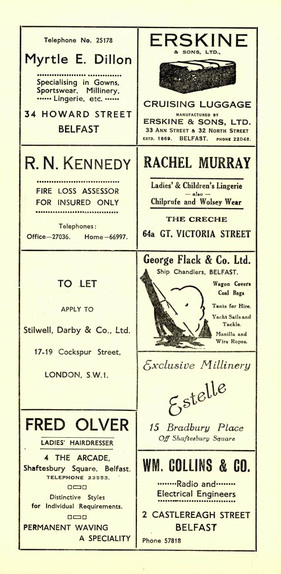 Telephone No. 25178
Myrtle E. Dillon
Specialising in Gowns,
Sportswear, Millinery,
Lingerie, etc.
34 HOWARD STREET
BELFAST
ERSKINE
& SONS, LTD.,
CRUISING LUGGAGE
MANUFACTURED BY
ERSKINE & SONS, LTD.
33 ANN STREET & 32 NORTH STREET
ESTD. 1869. BELFAST. PHONE 22048.
R. N. KENNEDY
FIRE LOSS ASSESSOR
FOR INSURED ONLY
Telephones:
Office—27036. Home—66997.
RACHEL MURRAY
Ladies' & Children's Lingerie
— also —
Chilprufe and Wolsey Wear
THE CRECHE
64a GT. VICTORIA STREET
TO LET
APPLY TO
Stilwell, Darby & Co., Ltd.
17-19 Cockspur Street,
LONDON, S.W.1.
George Flack & Co. Ltd.
Ship Chandlers, BELFAST.
Wagon Covers
Coal Bags
Tents for Hire.
Yacht Sails and
Tackle.
Manilla and
Wire Ropes.
Exclusive Millinery
Estelle
15 Bradbury Place
Off Shaftesbury Square
FRED OLVER
LADIES' HAIRDRESSER
4 THE ARCADE,
Shaftesbury Square, Belfast.
TELEPHONE 23553.
Distinctive Styles
for Individual Requirements.
PERMANENT WAVING
A SPECIALITY
WM. COLLINS & CO.
Radio and
Electrical Engineers
2 CASTLEREAGH STREET
BELFAST
Phone 57818